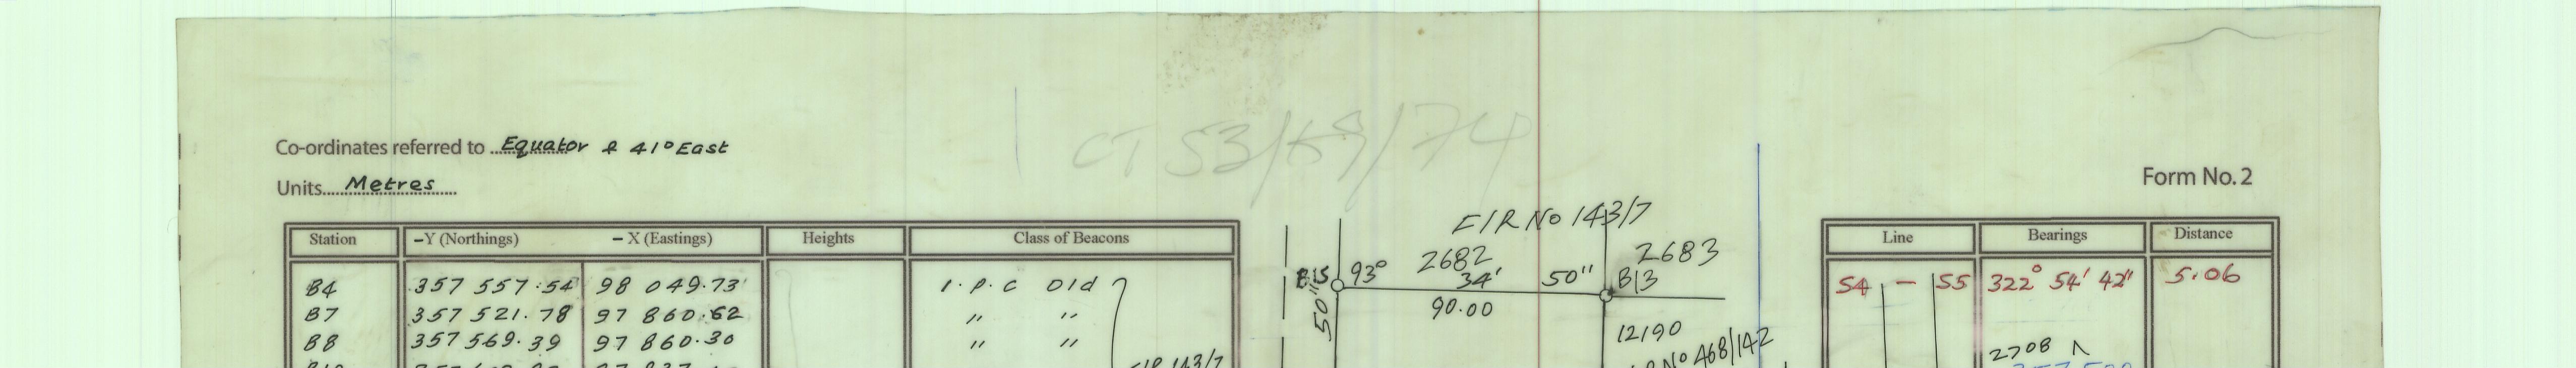 CT 53/69/74
Co-ordinates referred to Equator & 41° East
Units Metres
Form No. 2
Station -Y (Northings) -X (Eastings) Heights Class of Beacons
B4 357 557.54 98 049.73 I.P.C Old
B7 357 521.78 97 860.62 " "
B8 357 569.39 97 860.30 " "
F/R No 143/7
2682 2683
B15 93° 34' 50" B13
90.00
50"
12190
No 468/142
Line Bearings Distance
S4 - S5 322° 54' 42" 5.06
2708